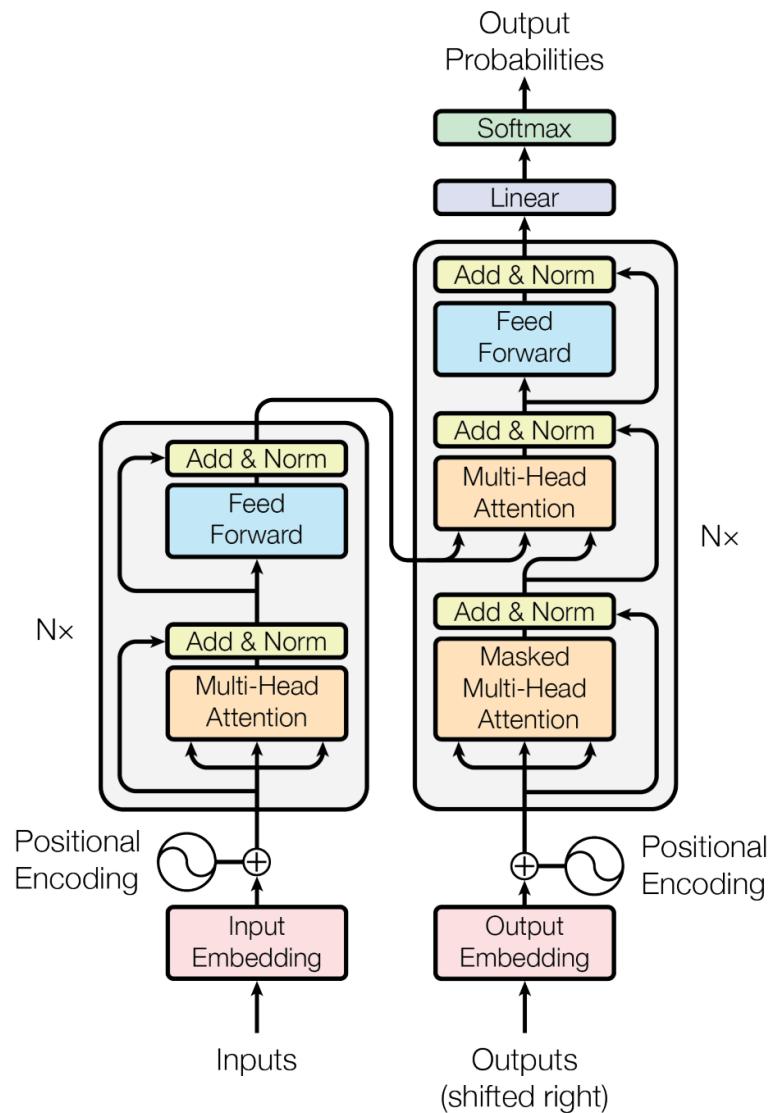 Output
Probabilities
Softmax
Linear
Add & Norm
Feed
Forward
Add & Norm
Multi-Head
Attention
Add & Norm
Masked
Multi-Head
Attention
N×
Add & Norm
Feed
Forward
Add & Norm
Multi-Head
Attention
N×
Positional
Encoding
Positional
Encoding
Input
Embedding
Output
Embedding
Inputs
Outputs
(shifted right)